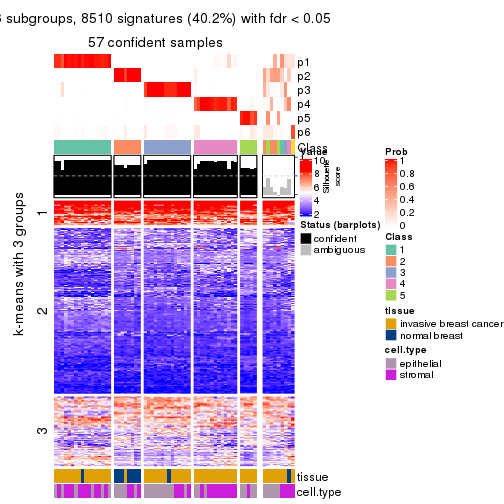 subgroups, 8510 signatures (40.2%) with fdr < 0.05
57 confident samples
p1
p2
p3
p4
p5
p6
Class
k-means with 3 groups
1
2
3
tissue
cell.type
Value
10
8
6
4
2
Silhouette
score
Status (barplots)
confident
ambiguous
Prob
1
0.8
0.6
0.4
0.2
0
Class
1
2
3
4
5
tissue
invasive breast cancer
normal breast
cell.type
epithelial
stromal